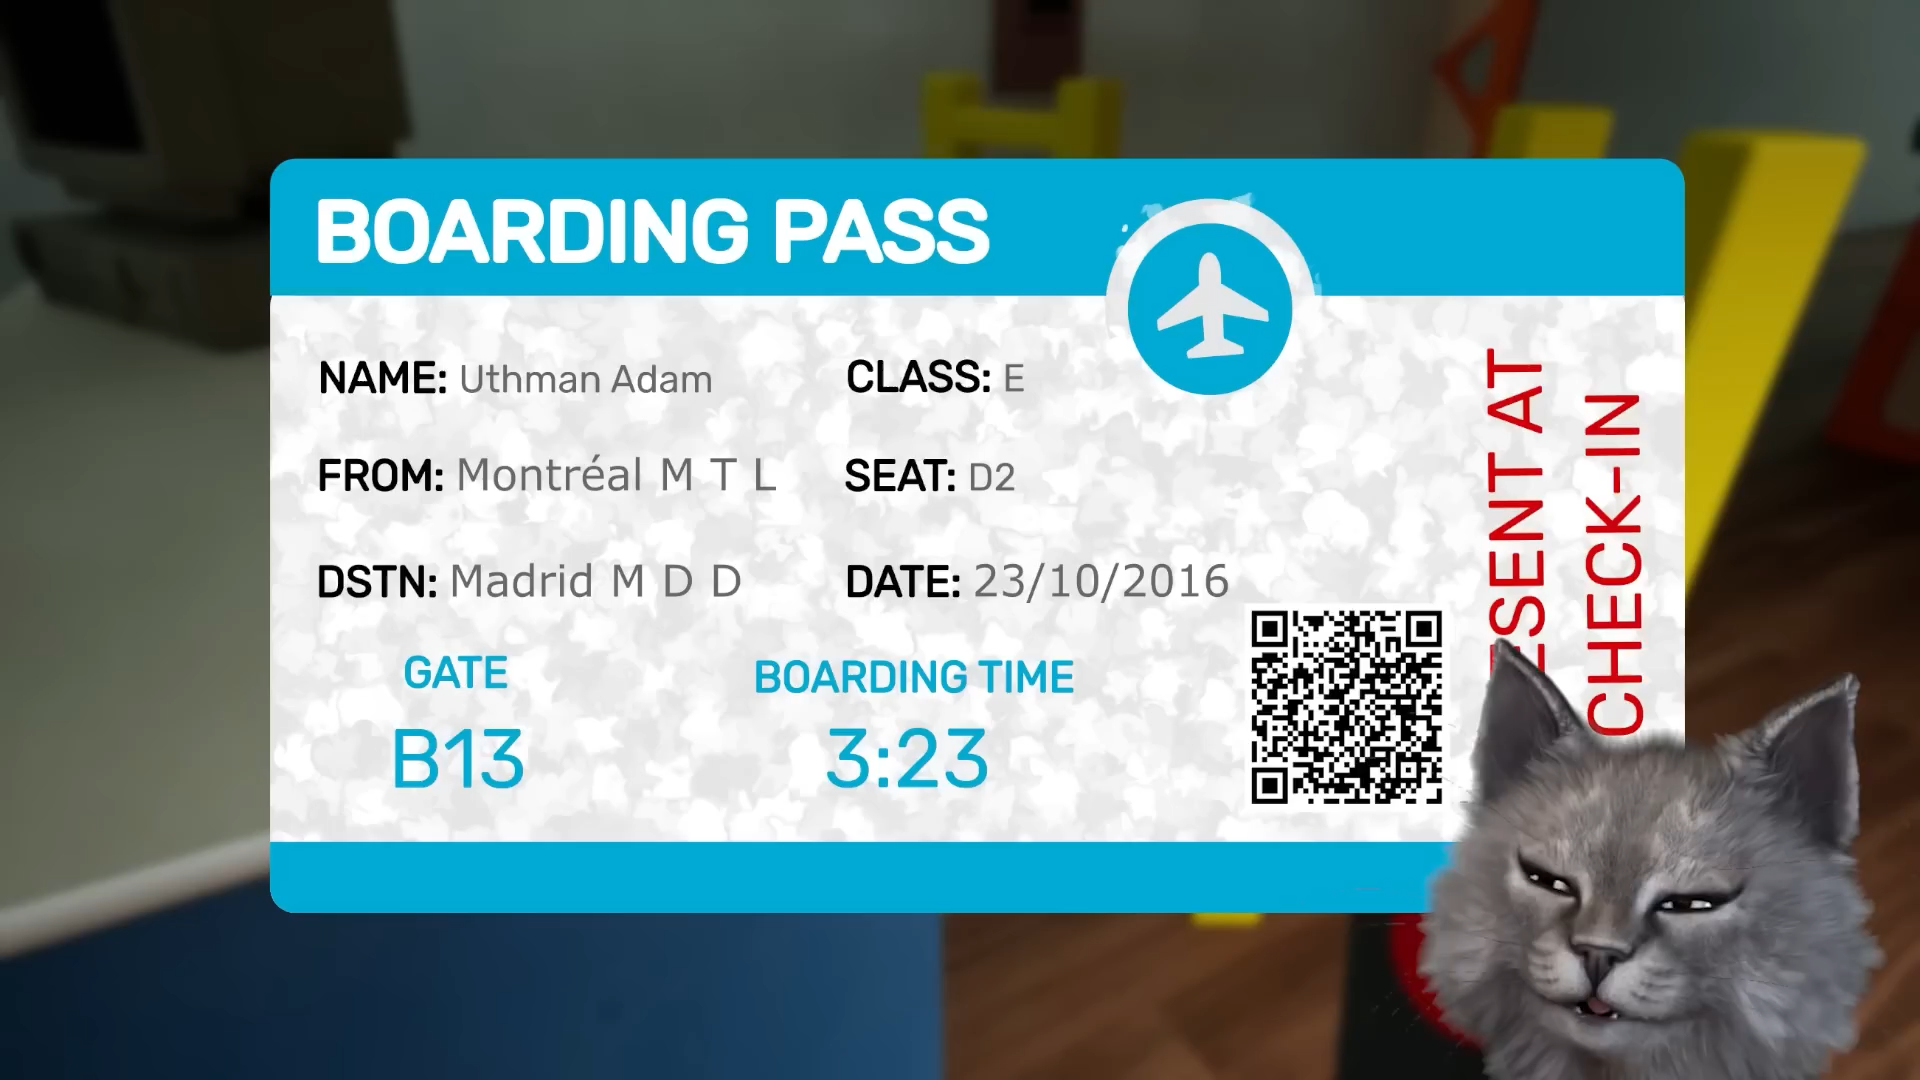 BOARDING PASS
NAME: Uthman Adam
CLASS: E
FROM: Montréal M T L
SEAT: D2
DSTN: Madrid M D D
DATE: 23/10/2016
GATE
B13
BOARDING TIME
3:23
ESENT AT
CHECK-IN